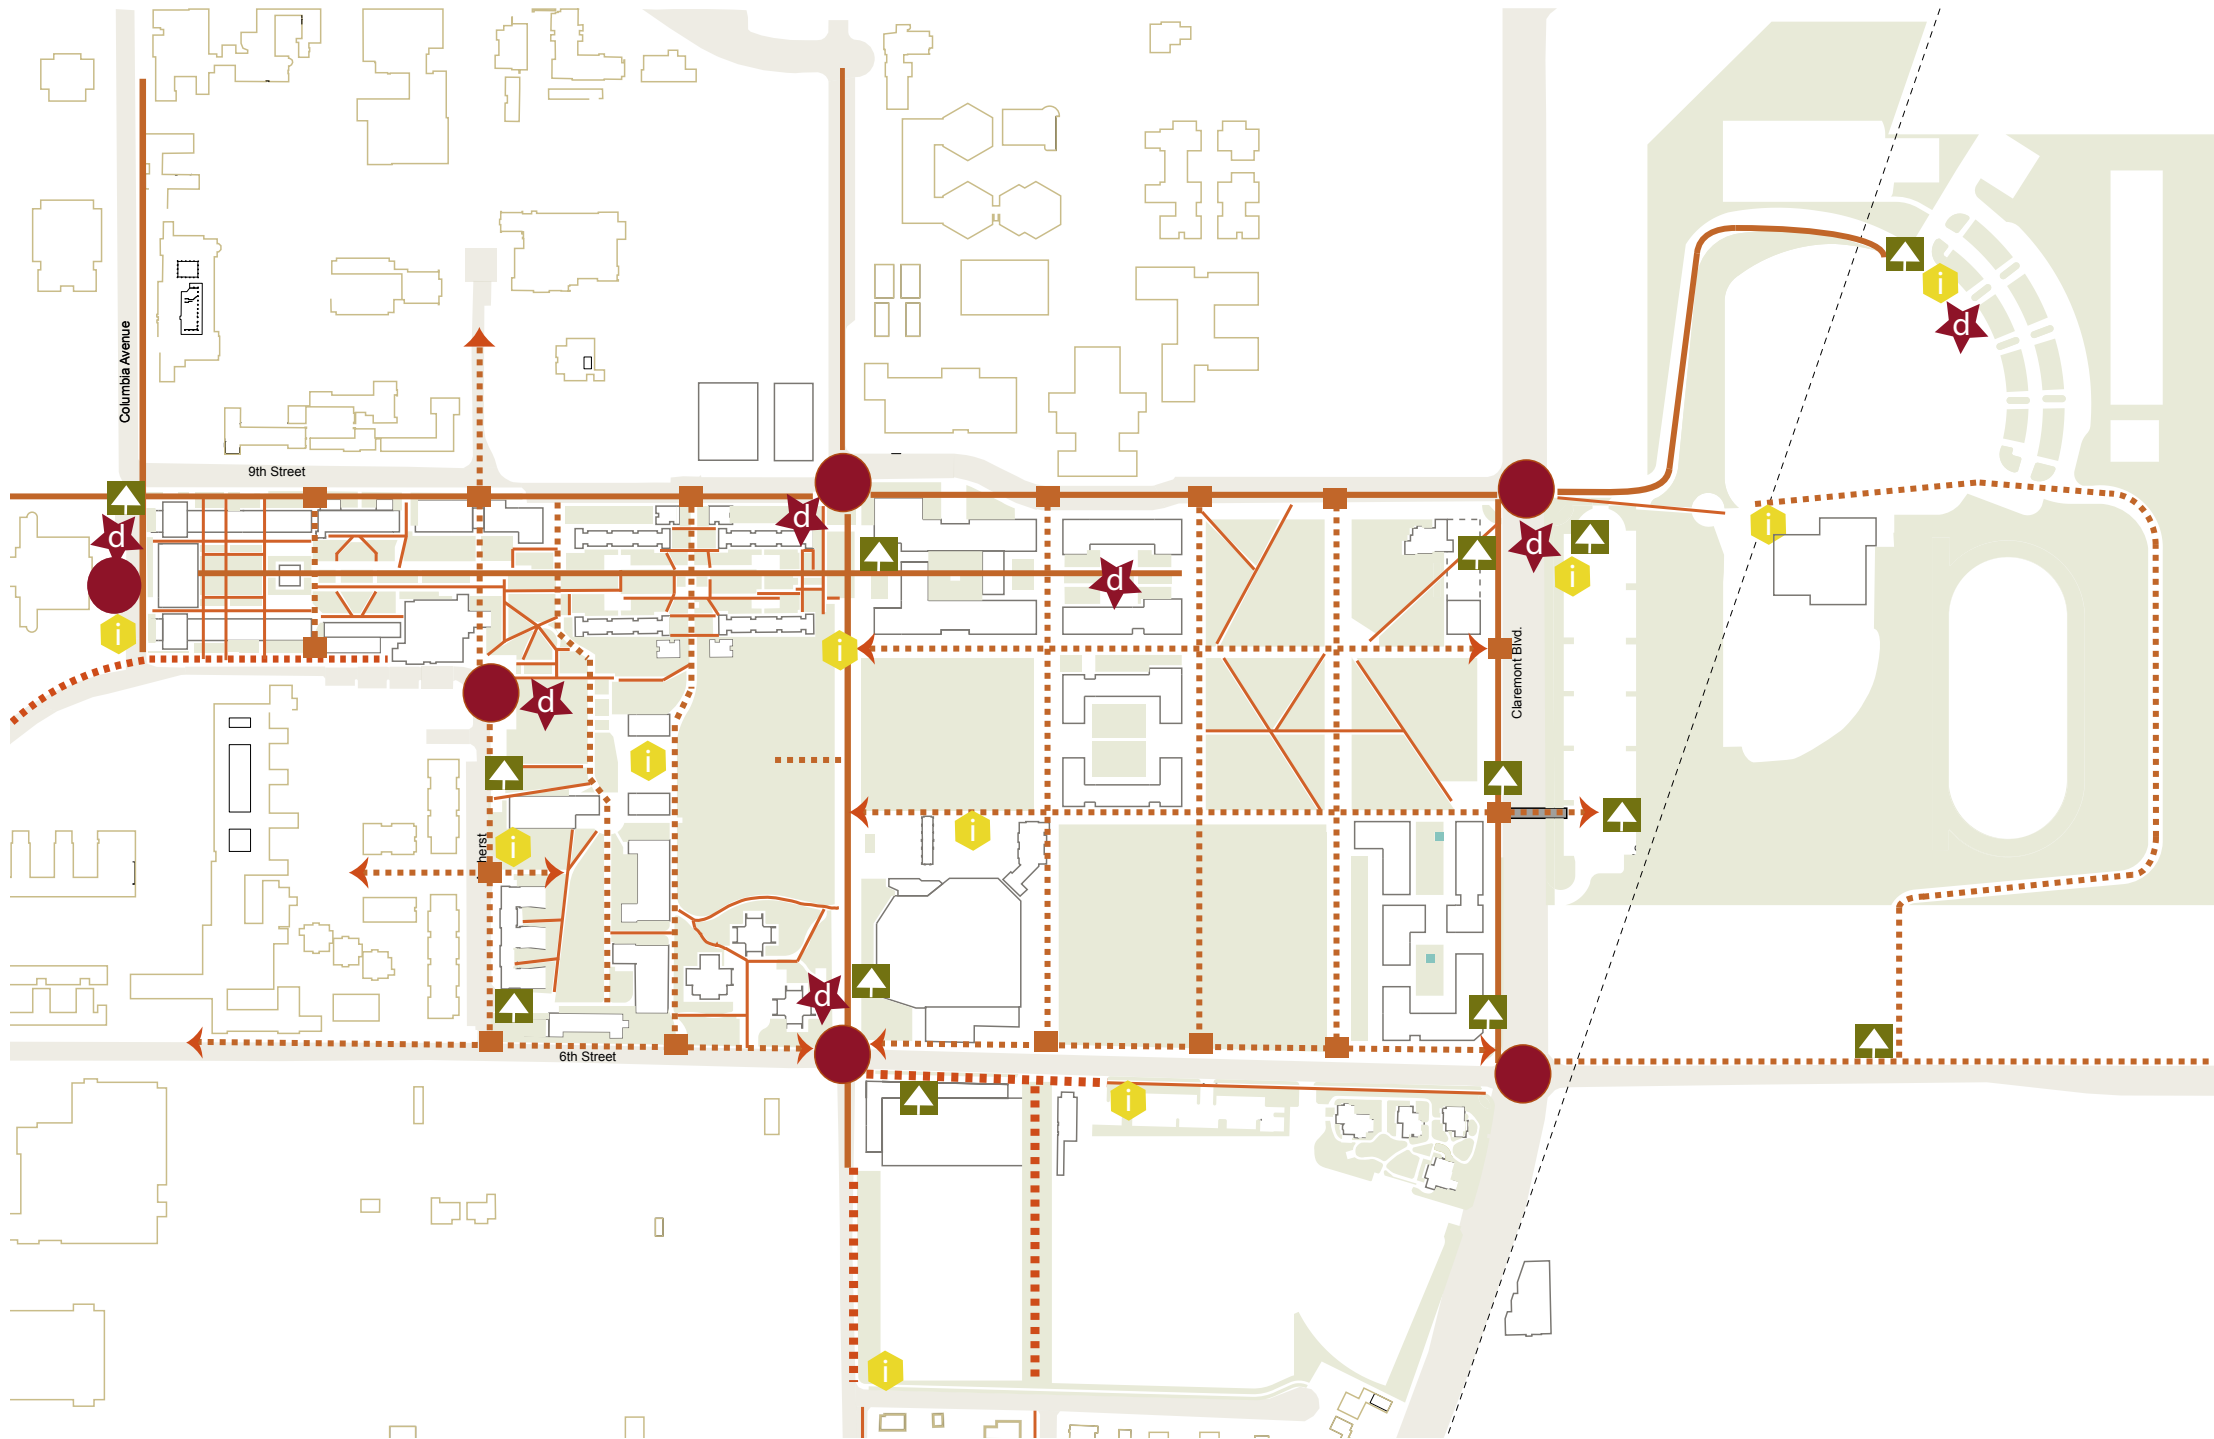 i
d
Columbia Avenue
9th Street
d
d
d
i
d
i
i
i
Claremont Blvd.
d
i
i
i
herst
d
6th Street
i
i